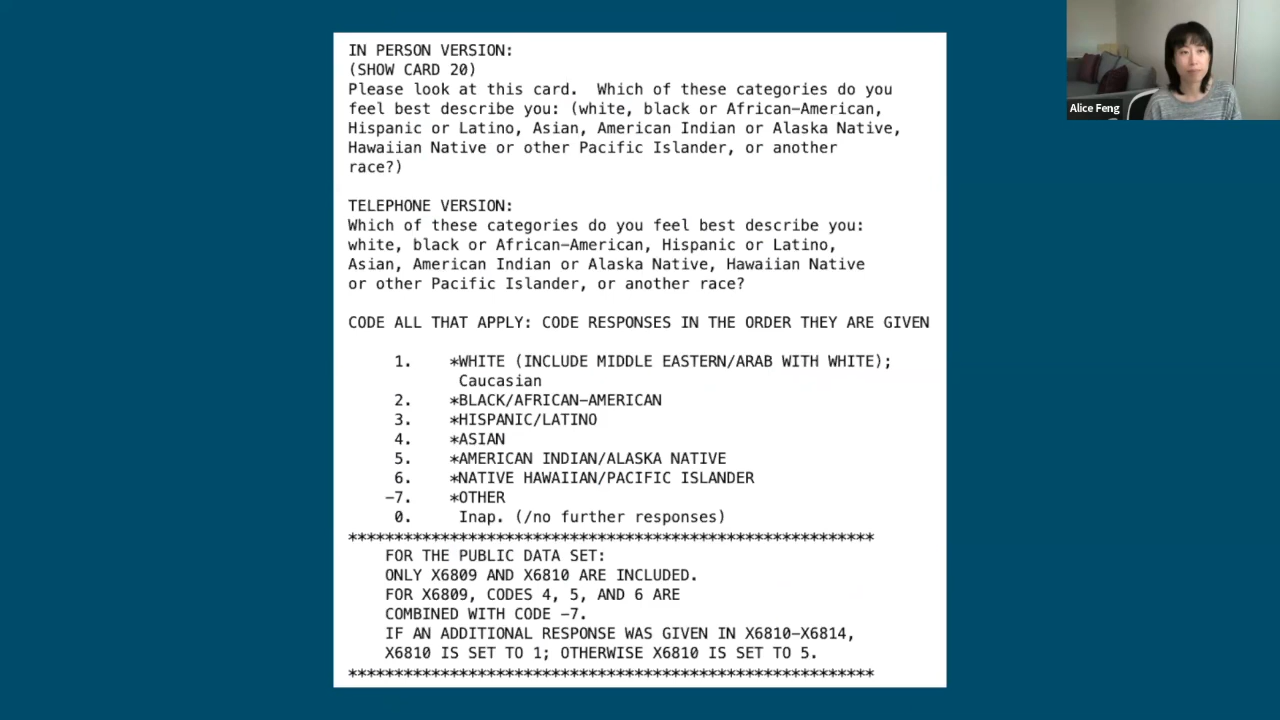 IN PERSON VERSION:
(SHOW CARD 20)
Please look at this card.  Which of these categories do you
feel best describe you: (white, black or African-American,
Hispanic or Latino, Asian, American Indian or Alaska Native,
Hawaiian Native or other Pacific Islander, or another
race?)
TELEPHONE VERSION:
Which of these categories do you feel best describe you:
white, black or African-American, Hispanic or Latino,
Asian, American Indian or Alaska Native, Hawaiian Native
or other Pacific Islander, or another race?
CODE ALL THAT APPLY: CODE RESPONSES IN THE ORDER THEY ARE GIVEN
1. *WHITE (INCLUDE MIDDLE EASTERN/ARAB WITH WHITE);
Caucasian
2. *BLACK/AFRICAN-AMERICAN
3. *HISPANIC/LATINO
4. *ASIAN
5. *AMERICAN INDIAN/ALASKA NATIVE
6. *NATIVE HAWAIIAN/PACIFIC ISLANDER
-7. *OTHER
0. Inap. (/no further responses)
*********************************************************
FOR THE PUBLIC DATA SET:
ONLY X6809 AND X6810 ARE INCLUDED.
FOR X6809, CODES 4, 5, AND 6 ARE
COMBINED WITH CODE -7.
IF AN ADDITIONAL RESPONSE WAS GIVEN IN X6810-X6814,
X6810 IS SET TO 1; OTHERWISE X6810 IS SET TO 5.
*********************************************************
Alice Feng